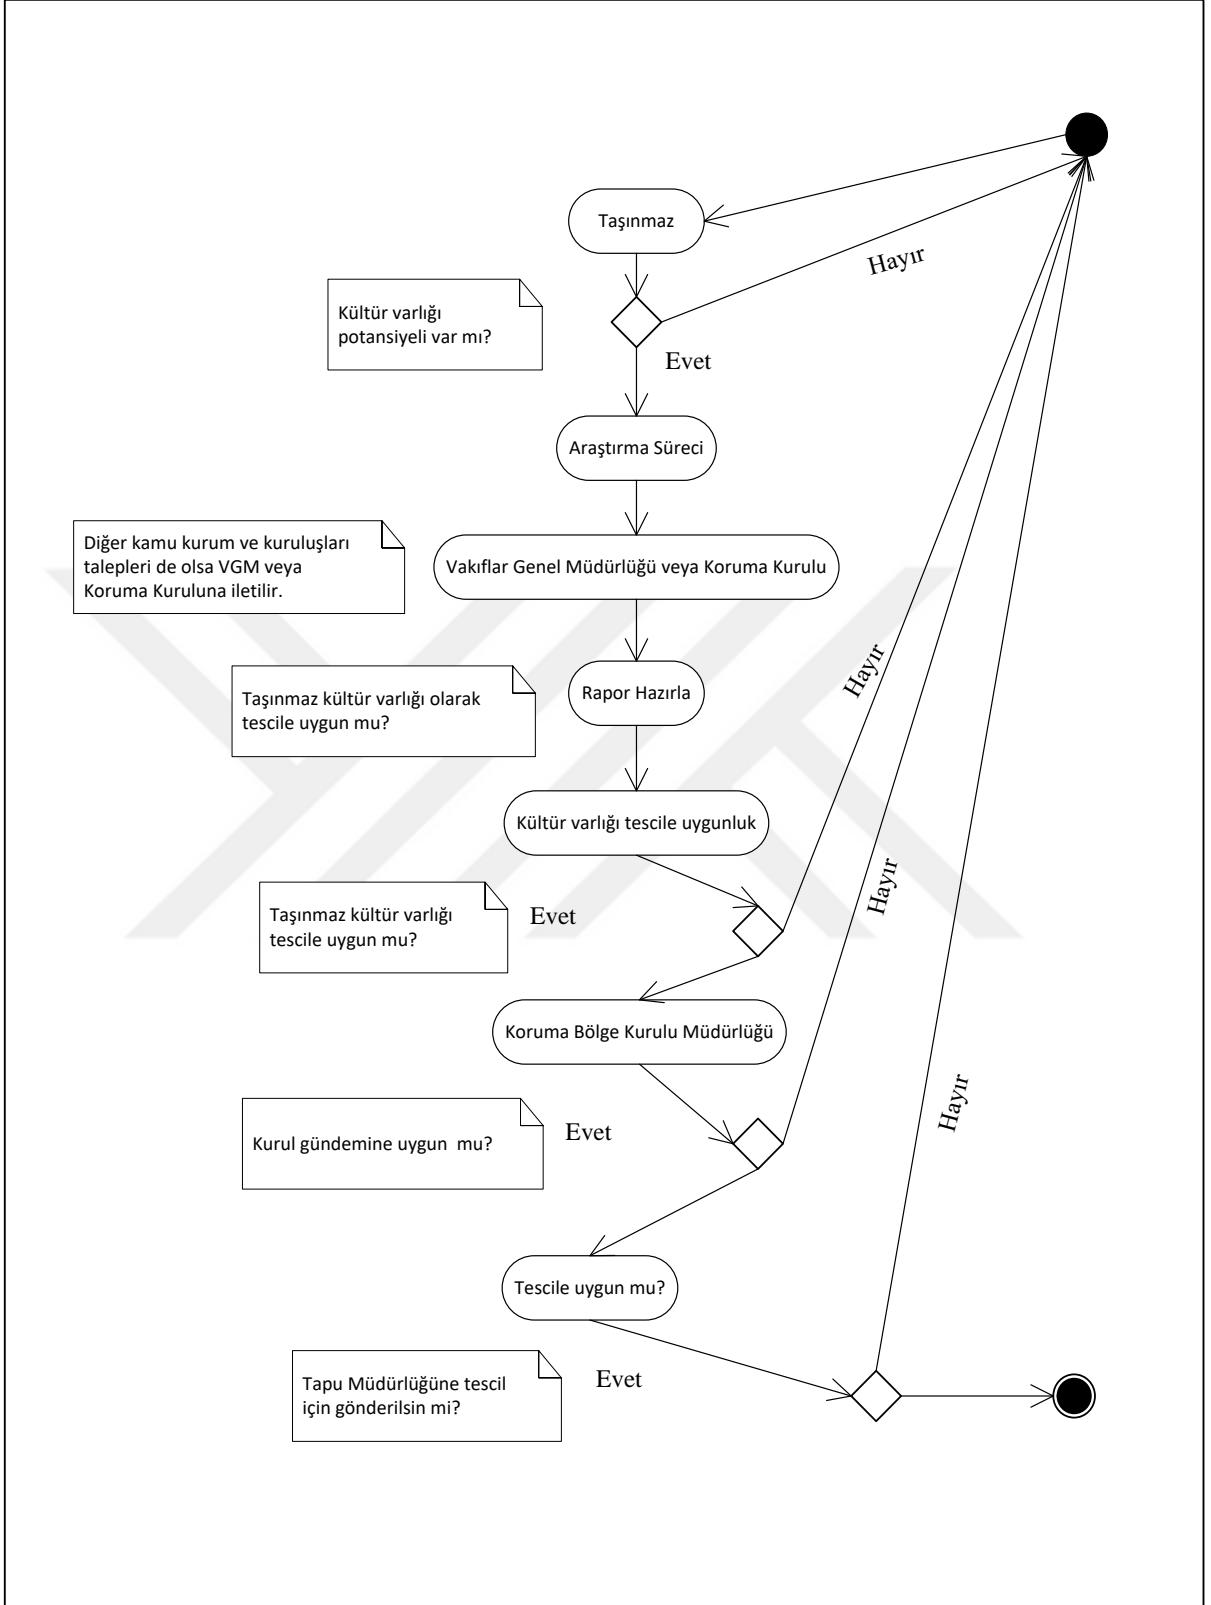 Taşınmaz
Hayır
Kültür varlığı
potansiyeli var mı?
Evet
Araştırma Süreci
Diğer kamu kurum ve kuruluşları
talepleri de olsa VGM veya
Koruma Kuruluna iletilir.
Vakıflar Genel Müdürlüğü veya Koruma Kurulu
Hayır
Taşınmaz kültür varlığı olarak
tescile uygun mu?
Rapor Hazırla
Kültür varlığı tescile uygunluk
Hayır
Taşınmaz kültür varlığı
tescile uygun mu?
Evet
Koruma Bölge Kurulu Müdürlüğü
Hayır
Kurul gündemine uygun  mu?
Evet
Tescile uygun mu?
Tapu Müdürlüğüne tescil
için gönderilsin mi?
Evet